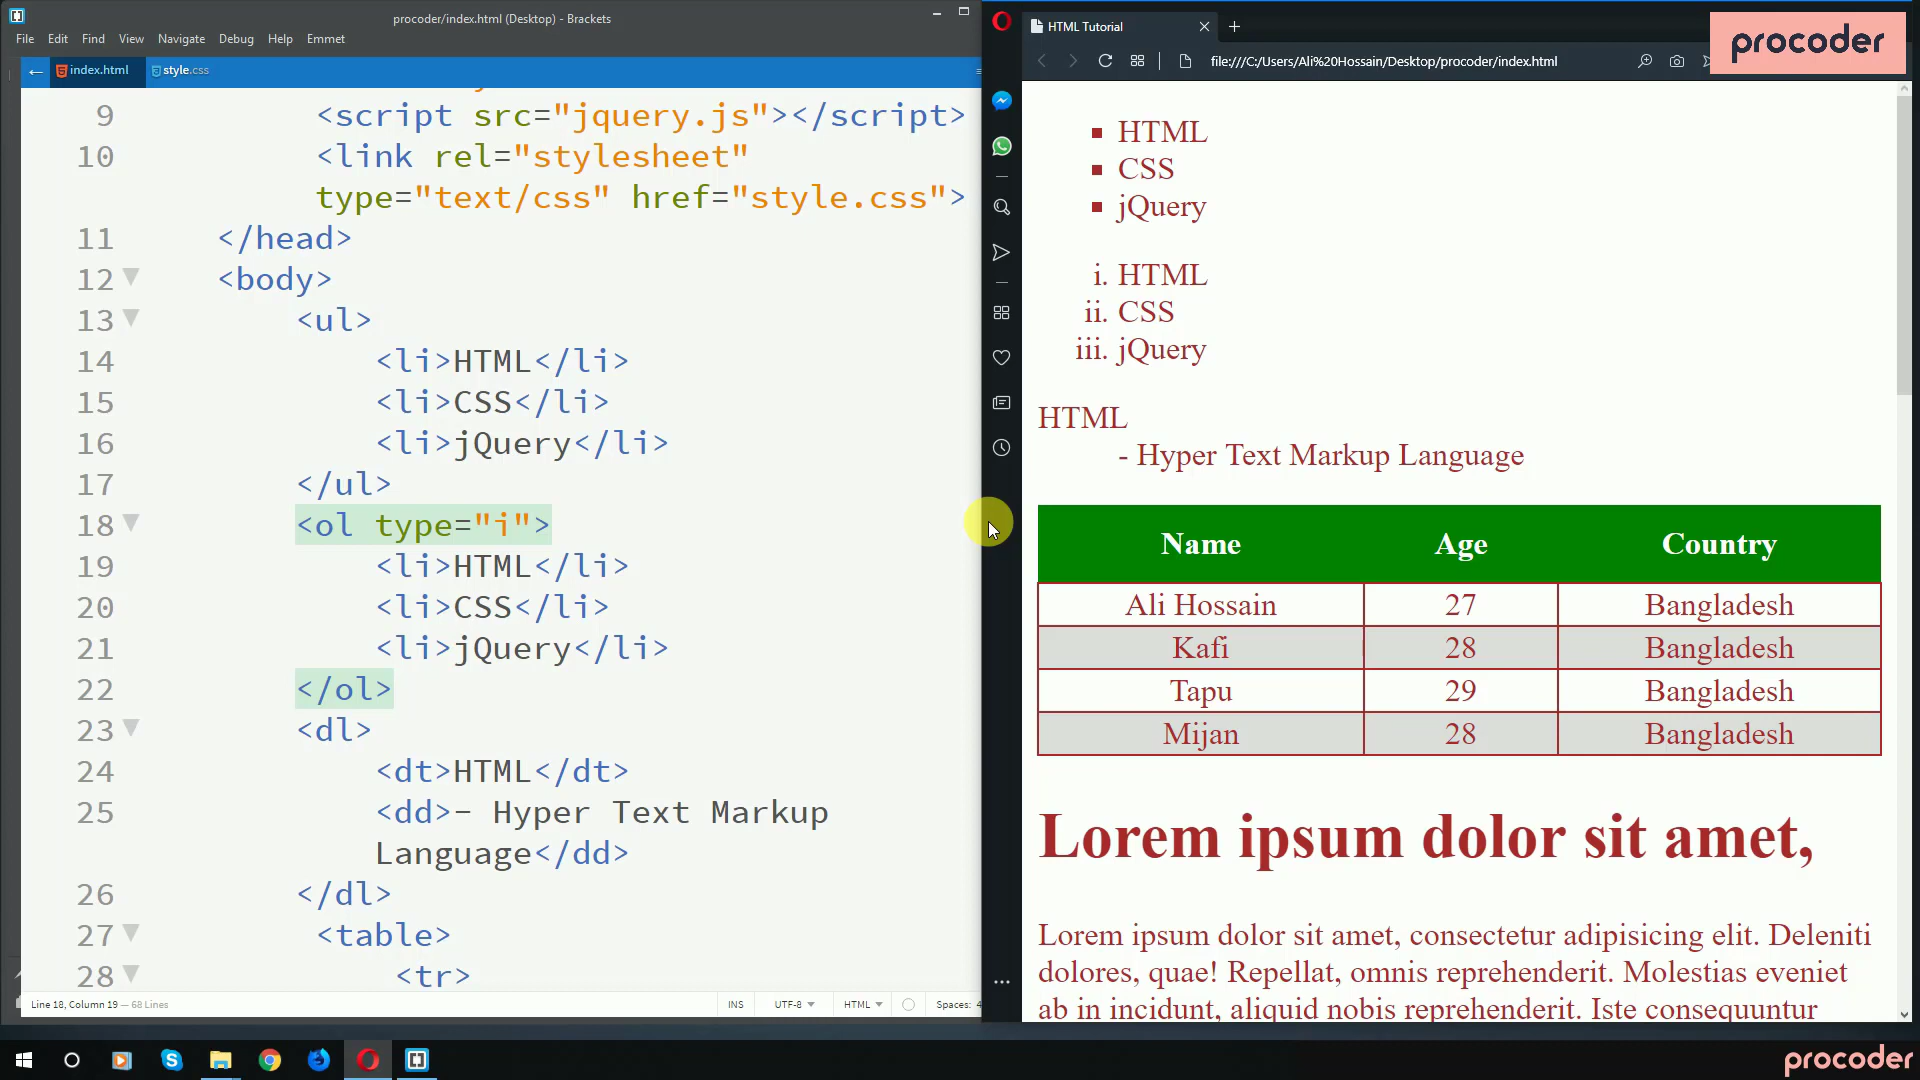 procoder/index.html (Desktop) - Brackets
File Edit Find View Navigate Debug Help Emmet
index.html style.css
9 <script src="jquery.js"></script>
10 <link rel="stylesheet"
type="text/css" href="style.css">
11 </head>
12 <body>
13 <ul>
14 <li>HTML</li>
15 <li>CSS</li>
16 <li>jQuery</li>
17 </ul>
18 <ol type="i">
19 <li>HTML</li>
20 <li>CSS</li>
21 <li>jQuery</li>
22 </ol>
23 <dl>
24 <dt>HTML</dt>
25 <dd>- Hyper Text Markup
Language</dd>
26 </dl>
27 <table>
28 <tr>
Line 18, Column 19 — 68 Lines
INS UTF-8 HTML Spaces: 4
HTML Tutorial
procoder
file:///C:/Users/Ali%20Hossain/Desktop/procoder/index.html
HTML
CSS
jQuery
i. HTML
ii. CSS
iii. jQuery
HTML
- Hyper Text Markup Language
Name Age Country
Ali Hossain 27 Bangladesh
Kafi 28 Bangladesh
Tapu 29 Bangladesh
Mijan 28 Bangladesh
Lorem ipsum dolor sit amet,
Lorem ipsum dolor sit amet, consectetur adipisicing elit. Deleniti
dolores, quae! Repellat, omnis reprehenderit. Molestias eveniet
ab in incidunt, aliquid nobis reprehenderit. Iste consequuntur
procoder